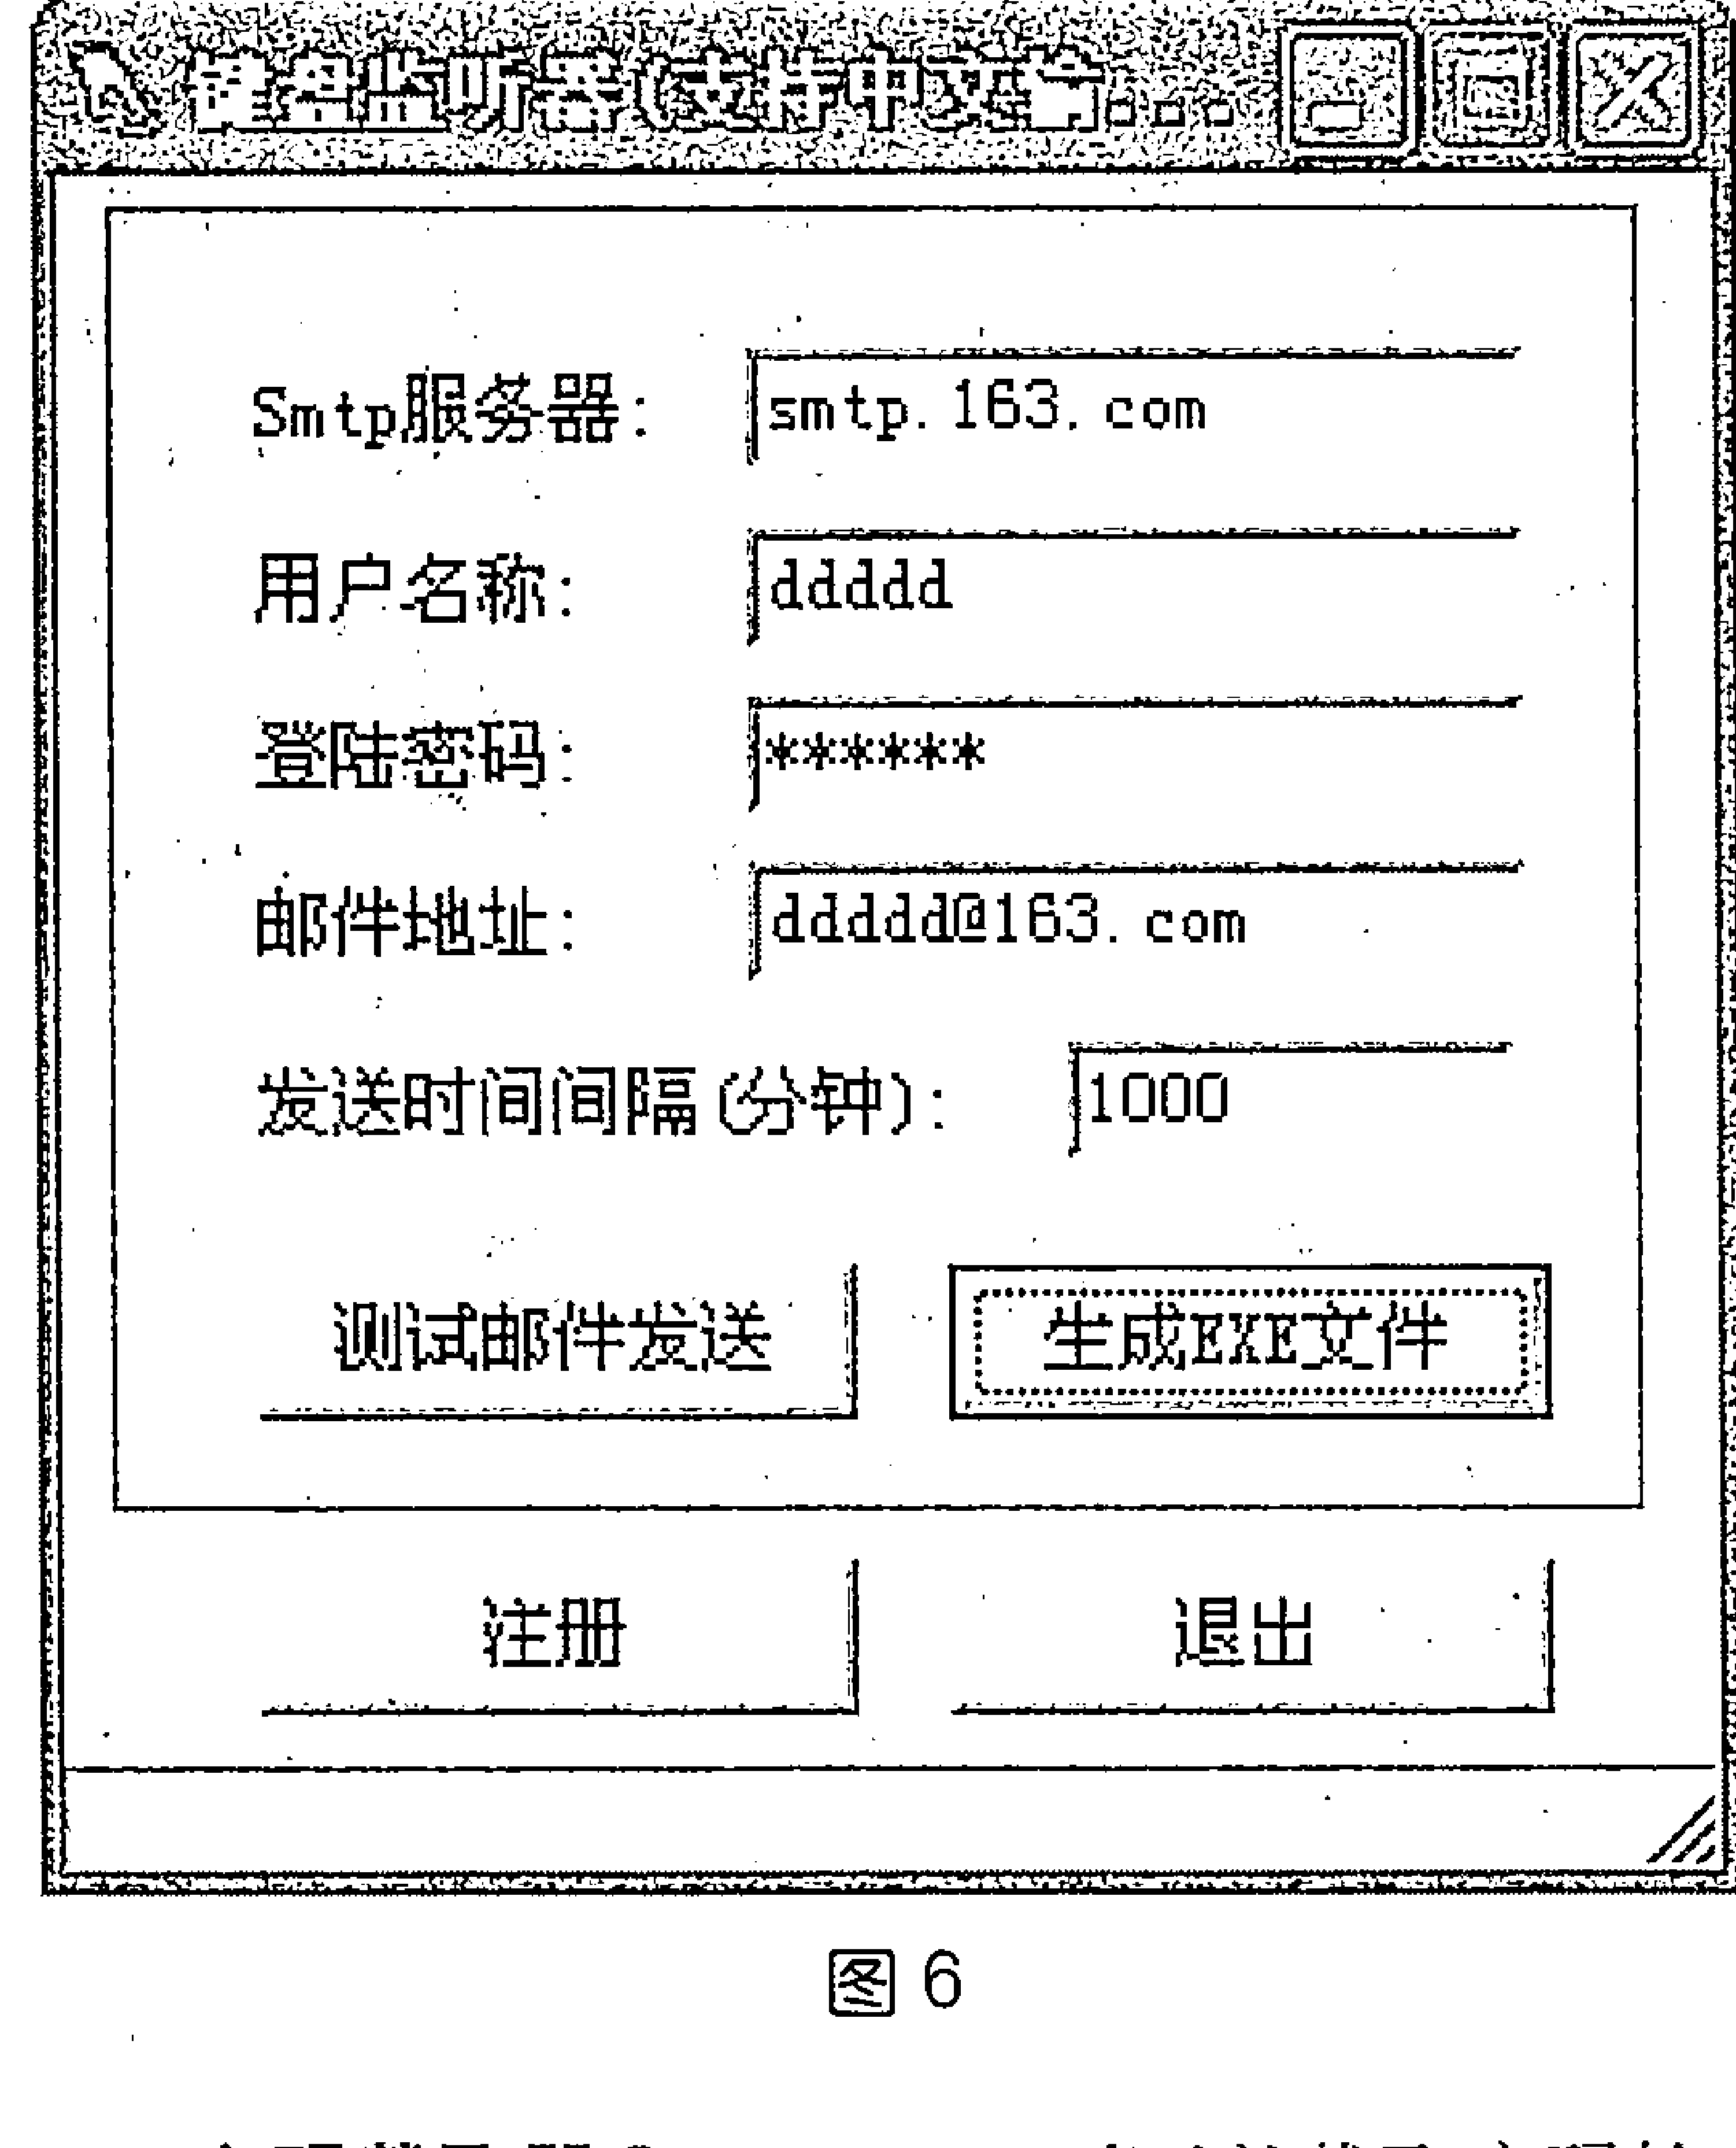 键盘监听器(支持中文输...
Smtp服务器: smtp.163.com
用户名称: ddddd
登陆密码: ******
邮件地址: ddddd@163.com
发送时间间隔(分钟): 1000
测试邮件发送 生成EXE文件
注册 退出
图 6